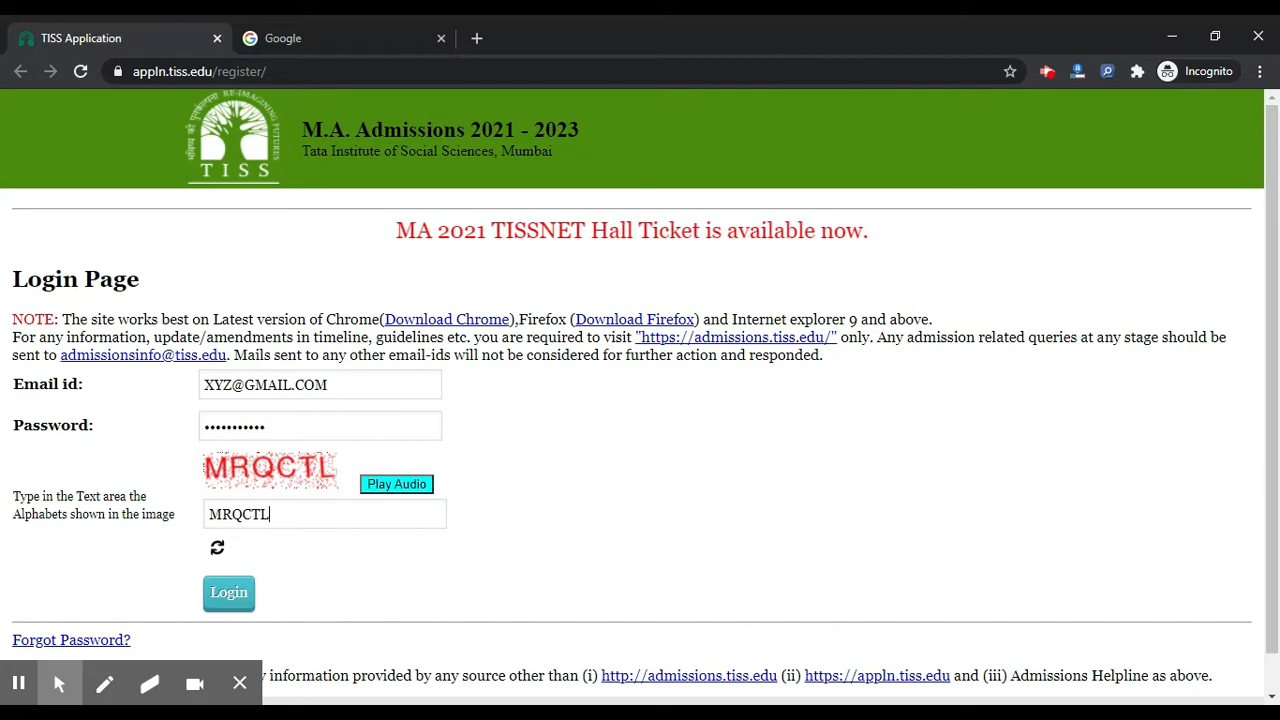 TISS Application
Google
appln.tiss.edu/register/
Incognito
RE-IMAGINING FUTURES
TISS
M.A. Admissions 2021 - 2023
Tata Institute of Social Sciences, Mumbai
MA 2021 TISSNET Hall Ticket is available now.
Login Page
NOTE: The site works best on Latest version of Chrome(Download Chrome),Firefox (Download Firefox) and Internet explorer 9 and above.
For any information, update/amendments in timeline, guidelines etc. you are required to visit "https://admissions.tiss.edu/" only. Any admission related queries at any stage should be
sent to admissionsinfo@tiss.edu. Mails sent to any other email-ids will not be considered for further action and responded.
Email id:
XYZ@GMAIL.COM
Password:
•••••••••••
MRQCTL
Play Audio
Type in the Text area the
Alphabets shown in the image
MRQCTL
Login
Forgot Password?
y information provided by any source other than (i) http://admissions.tiss.edu (ii) https://appln.tiss.edu and (iii) Admissions Helpline as above.